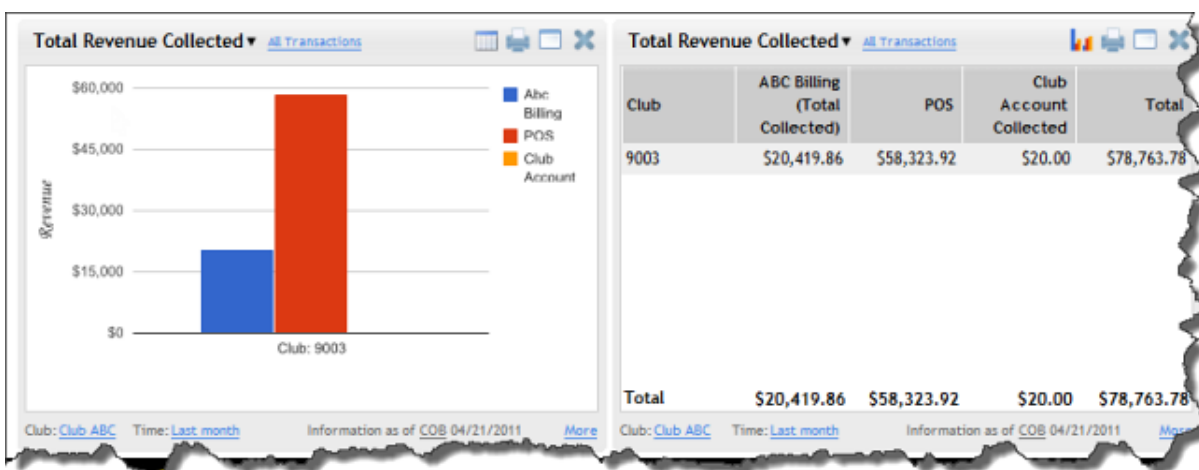 Total Revenue Collected▼ All Transactions
$60,000
$45,000
$30,000
$15,000
$0
Revenue
Club: 9003
Abc
Billing
POS
Club
Account
Club: Club ABC Time: Last month Information as of COB 04/21/2011 More
Total Revenue Collected▼ All Transactions
Club ABC Billing (Total Collected) POS Club Account Collected Total
9003 $20,419.86 $58,323.92 $20.00 $78,763.78
Total $20,419.86 $58,323.92 $20.00 $78,763.78
Club: Club ABC Time: Last month Information as of COB 04/21/2011 More